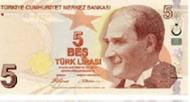 TÜRKİYE CUMHURİYET MERKEZ BANKASI
5
BEŞ
TÜRK LİRASI
5